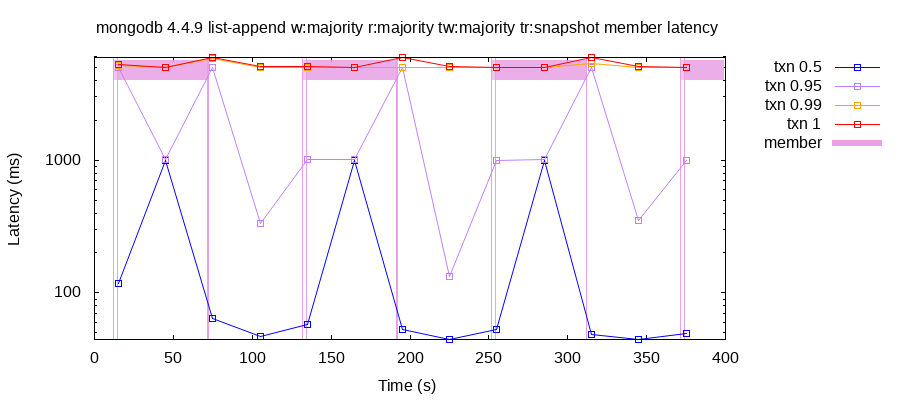 mongodb 4.4.9 list-append w:majority r:majority tw:majority tr:snapshot member latency
txn 0.5
txn 0.95
txn 0.99
txn 1
member
Latency (ms)
1000
100
0 50 100 150 200 250 300 350 400
Time (s)